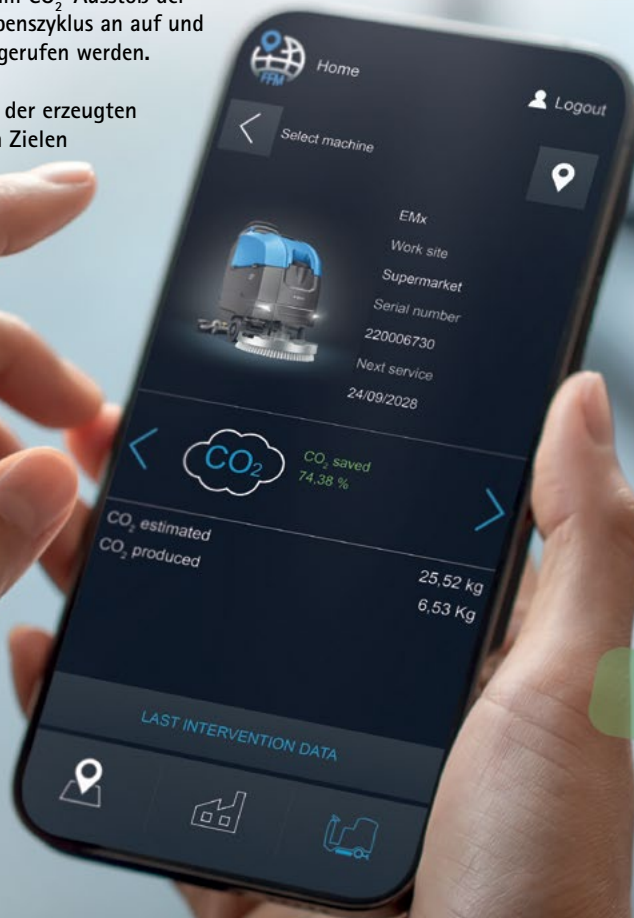 CO₂-Ausstoß der
benszyklus an auf und
gerufen werden.
der erzeugten
Zielen
FFM
Home
Logout
Select machine
EMx
Work site
Supermarket
Serial number
220006730
Next service
24/09/2028
CO₂
CO₂ saved
74,38 %
CO₂ estimated
25,52 kg
CO₂ produced
6,53 Kg
LAST INTERVENTION DATA